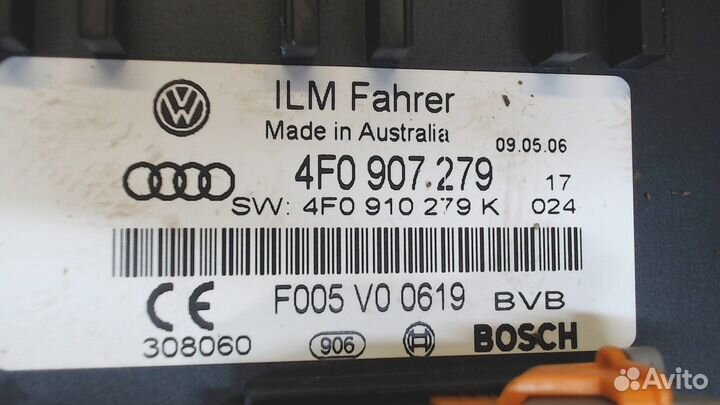 ILM Fahrer
Made in Australia
09.05.06
4F0 907 279 17
SW: 4F0 910 279 K 024
F005 V0 0619 BVB
CE
308060
906
BOSCH
Avito